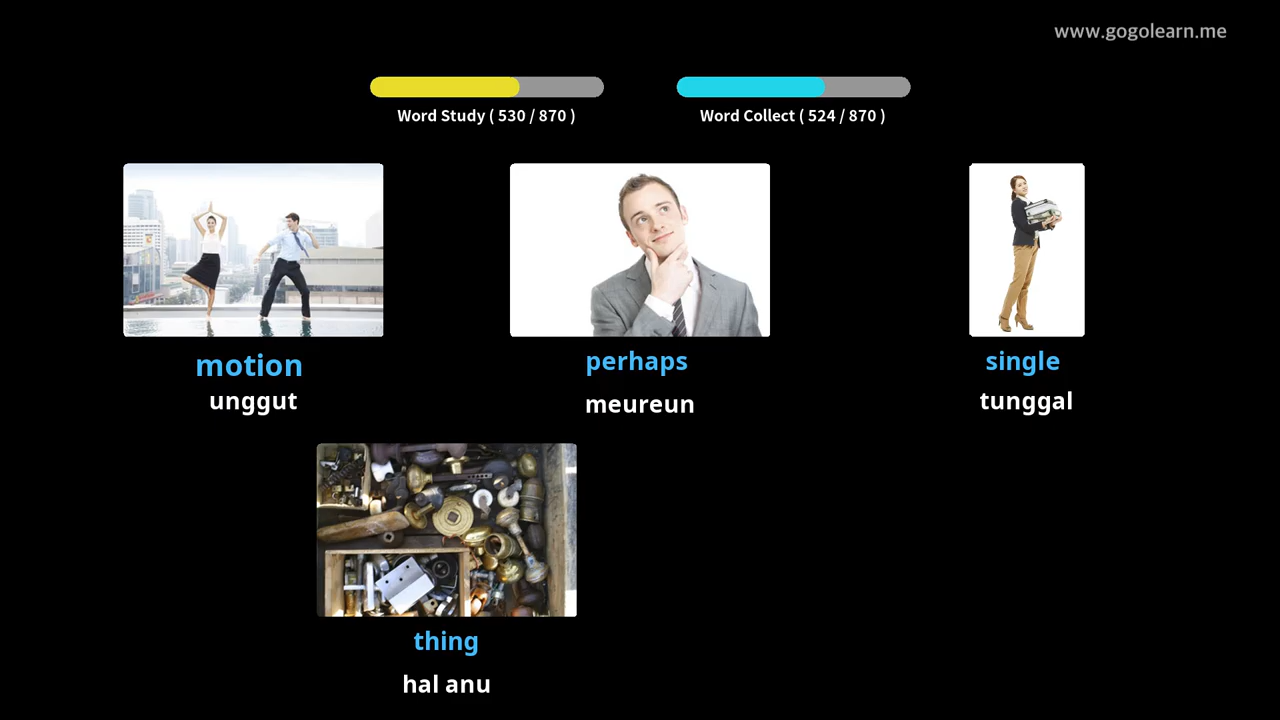 www.gogolearn.me
Word Study ( 530 / 870 )
Word Collect ( 524 / 870 )
motion
unggut
perhaps
meureun
single
tunggal
thing
hal anu